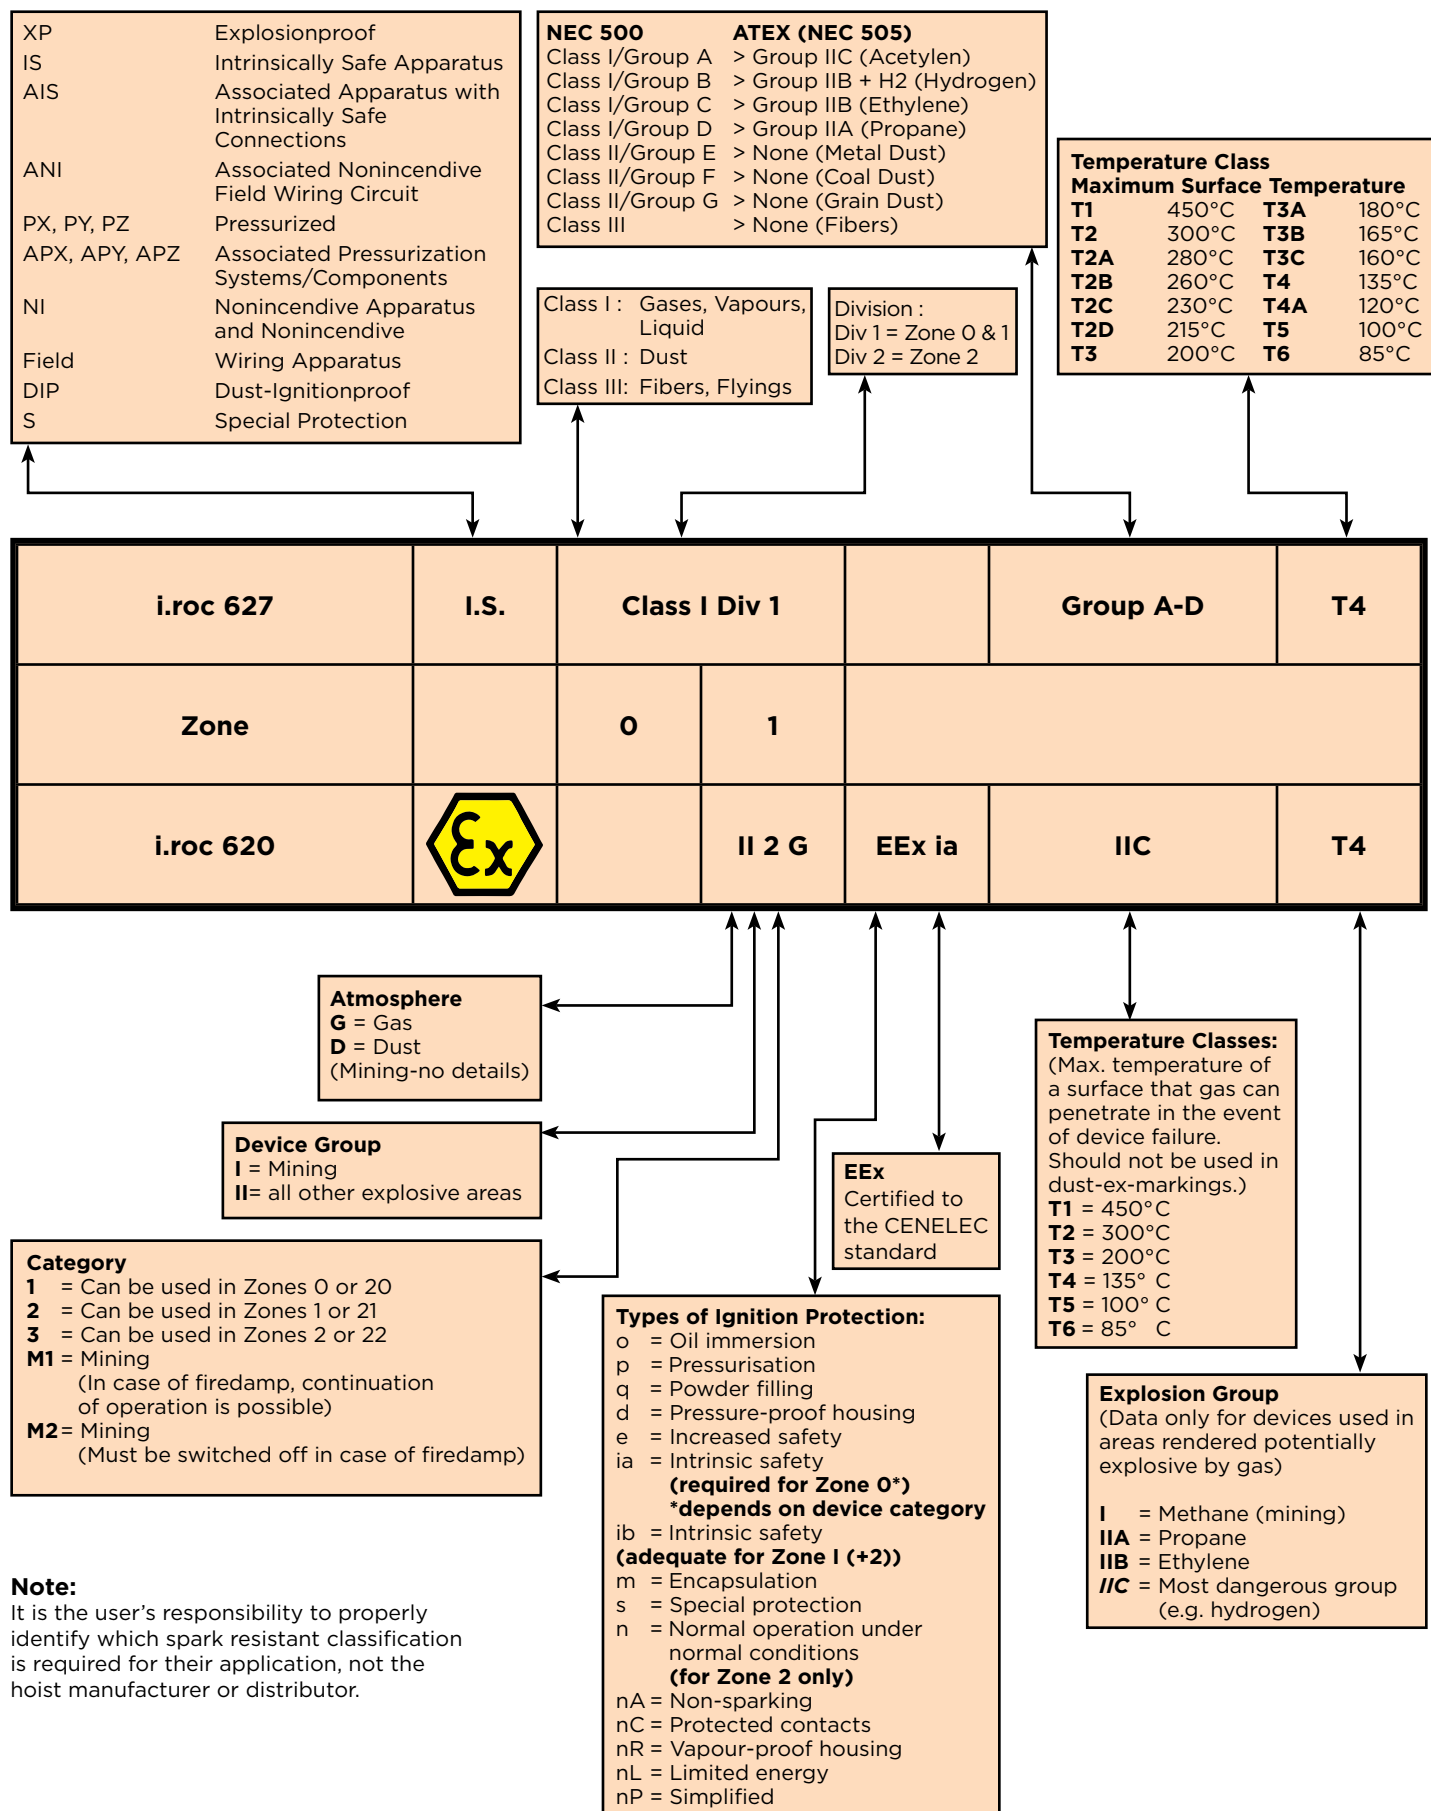 XP Explosionproof
IS Intrinsically Safe Apparatus
AIS Associated Apparatus with
Intrinsically Safe
Connections
ANI Associated Nonincendive
Field Wiring Circuit
PX, PY, PZ Pressurized
APX, APY, APZ Associated Pressurization
Systems/Components
NI Nonincendive Apparatus
and Nonincendive
Field Wiring Apparatus
DIP Dust-Ignitionproof
S Special Protection
NEC 500 ATEX (NEC 505)
Class I/Group A > Group IIC (Acetylen)
Class I/Group B > Group IIB + H2 (Hydrogen)
Class I/Group C > Group IIB (Ethylene)
Class I/Group D > Group IIA (Propane)
Class II/Group E > None (Metal Dust)
Class II/Group F > None (Coal Dust)
Class II/Group G > None (Grain Dust)
Class III > None (Fibers)
Class I : Gases, Vapours,
Liquid
Class II : Dust
Class III: Fibers, Flyings
Division :
Div 1 = Zone 0 & 1
Div 2 = Zone 2
Temperature Class
Maximum Surface Temperature
T1 450°C T3A 180°C
T2 300°C T3B 165°C
T2A 280°C T3C 160°C
T2B 260°C T4 135°C
T2C 230°C T4A 120°C
T2D 215°C T5 100°C
T3 200°C T6 85°C
i.roc 627 I.S. Class I Div 1 Group A-D T4
Zone 0 1
i.roc 620 Ex II 2 G EEx ia IIC T4
Atmosphere
G = Gas
D = Dust
(Mining-no details)
Device Group
I = Mining
II= all other explosive areas
Category
1 = Can be used in Zones 0 or 20
2 = Can be used in Zones 1 or 21
3 = Can be used in Zones 2 or 22
M1 = Mining
(In case of firedamp, continuation
of operation is possible)
M2= Mining
(Must be switched off in case of firedamp)
EEx
Certified to
the CENELEC
standard
Types of Ignition Protection:
o = Oil immersion
p = Pressurisation
q = Powder filling
d = Pressure-proof housing
e = Increased safety
ia = Intrinsic safety
(required for Zone 0*)
*depends on device category
ib = Intrinsic safety
(adequate for Zone I (+2))
m = Encapsulation
s = Special protection
n = Normal operation under
normal conditions
(for Zone 2 only)
nA = Non-sparking
nC = Protected contacts
nR = Vapour-proof housing
nL = Limited energy
nP = Simplified
Temperature Classes:
(Max. temperature of
a surface that gas can
penetrate in the event
of device failure.
Should not be used in
dust-ex-markings.)
T1 = 450°C
T2 = 300°C
T3 = 200°C
T4 = 135° C
T5 = 100° C
T6 = 85° C
Explosion Group
(Data only for devices used in
areas rendered potentially
explosive by gas)
I = Methane (mining)
IIA = Propane
IIB = Ethylene
IIC = Most dangerous group
(e.g. hydrogen)
Note:
It is the user's responsibility to properly
identify which spark resistant classification
is required for their application, not the
hoist manufacturer or distributor.